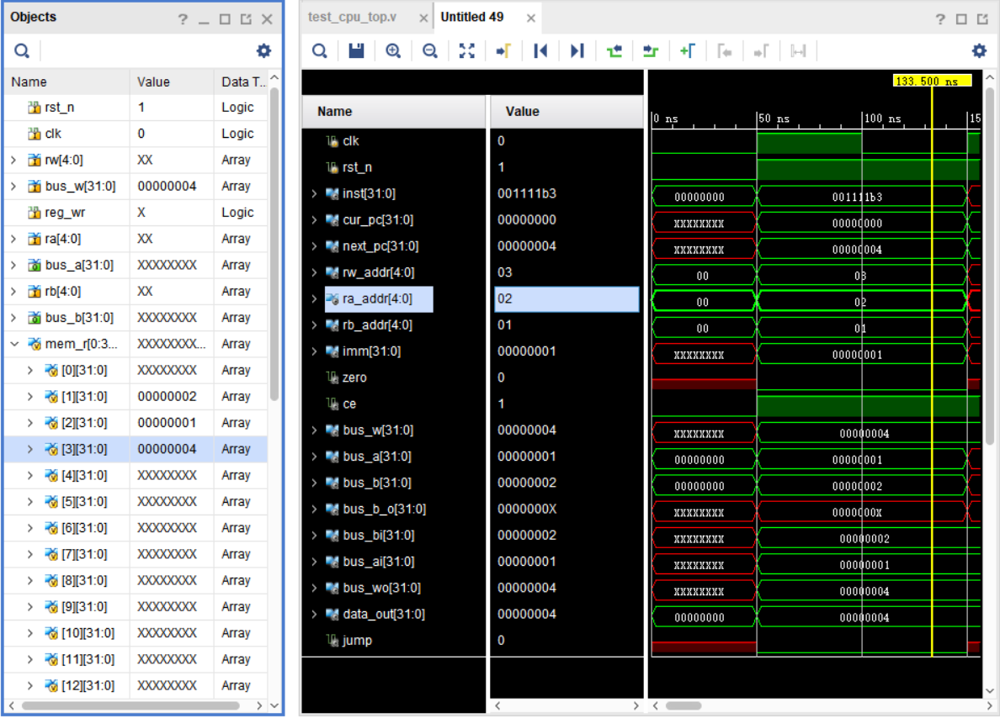 Objects
Name Value Data T...
rst_n 1 Logic
clk 0 Logic
rw[4:0] XX Array
bus_w[31:0] 00000004 Array
reg_wr X Logic
ra[4:0] XX Array
bus_a[31:0] XXXXXXXX Array
rb[4:0] XX Array
bus_b[31:0] XXXXXXXX Array
mem_r[0:3... XXXXXXXX... Array
[0][31:0] XXXXXXXX Array
[1][31:0] 00000002 Array
[2][31:0] 00000001 Array
[3][31:0] 00000004 Array
[4][31:0] XXXXXXXX Array
[5][31:0] XXXXXXXX Array
[6][31:0] XXXXXXXX Array
[7][31:0] XXXXXXXX Array
[8][31:0] XXXXXXXX Array
[9][31:0] XXXXXXXX Array
[10][31:0] XXXXXXXX Array
[11][31:0] XXXXXXXX Array
[12][31:0] XXXXXXXX Array
test_cpu_top.v Untitled 49
133.500 ns
Name Value 0 ns 50 ns 100 ns 15
clk 0
rst_n 1
inst[31:0] 001111b3 00000000 001111b3
cur_pc[31:0] 00000000 XXXXXXXX 00000000
next_pc[31:0] 00000004 XXXXXXXX 00000004
rw_addr[4:0] 03 00 03
ra_addr[4:0] 02 00 02
rb_addr[4:0] 01 00 01
imm[31:0] 00000001 XXXXXXXX 00000001
zero 0
ce 1
bus_w[31:0] 00000004 XXXXXXXX 00000004
bus_a[31:0] 00000001 00000000 00000001
bus_b[31:0] 00000002 00000000 00000002
bus_b_o[31:0] 0000000X XXXXXXXX 0000000X
bus_bi[31:0] 00000002 XXXXXXXX 00000002
bus_ai[31:0] 00000001 XXXXXXXX 00000001
bus_wo[31:0] 00000004 XXXXXXXX 00000004
data_out[31:0] 00000004 00000000 00000004
jump 0